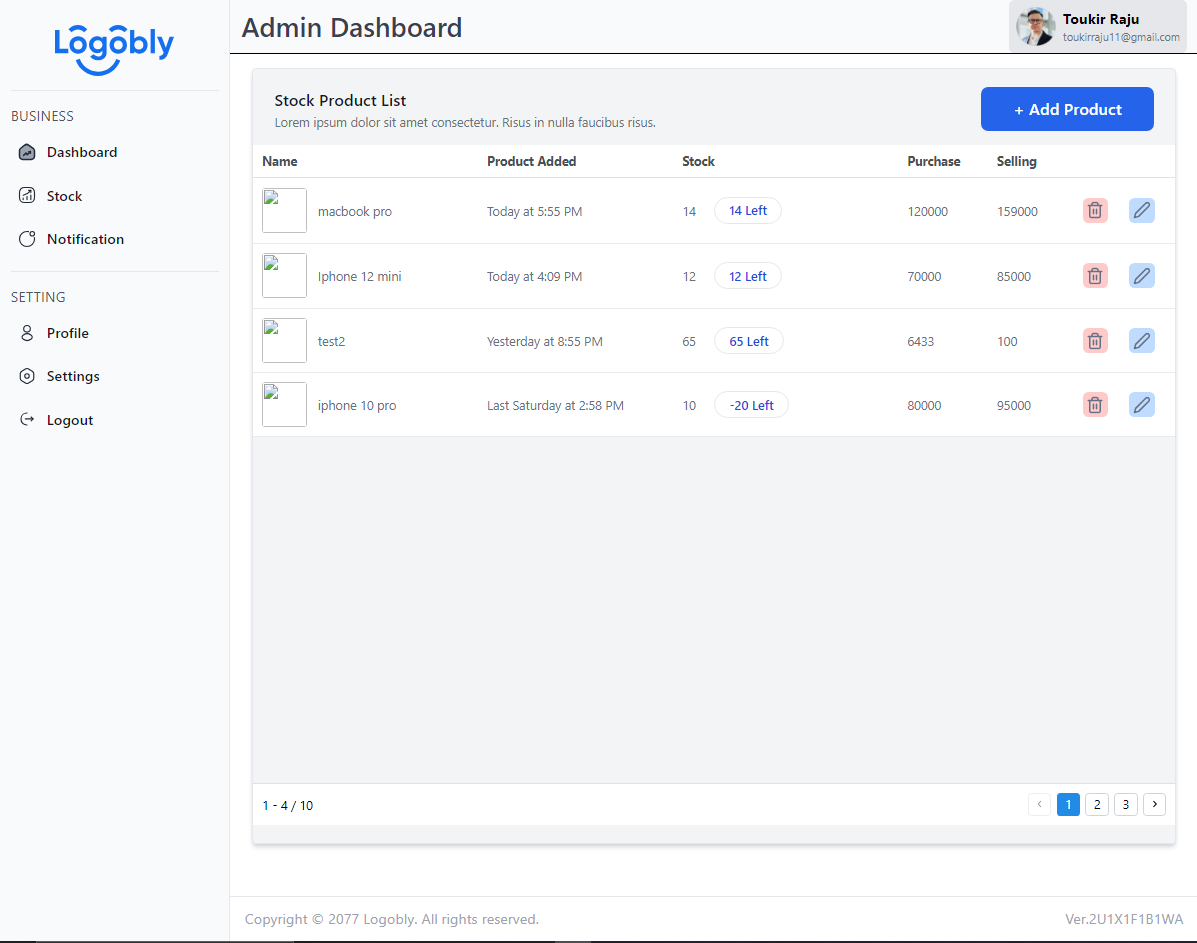 Logobly
Admin Dashboard
Toukir Raju
toukirraju11@gmail.com
BUSINESS
Dashboard
Stock
Notification
SETTING
Profile
Settings
Logout
Stock Product List
Lorem ipsum dolor sit amet consectetur. Risus in nulla faucibus risus.
+ Add Product
Name Product Added Stock Purchase Selling
macbook pro Today at 5:55 PM 14 14 Left 120000 159000
Iphone 12 mini Today at 4:09 PM 12 12 Left 70000 85000
test2 Yesterday at 8:55 PM 65 65 Left 6433 100
iphone 10 pro Last Saturday at 2:58 PM 10 -20 Left 80000 95000
1 - 4 / 10
‹ 1 2 3 ›
Copyright © 2077 Logobly. All rights reserved.
Ver.2U1X1F1B1WA